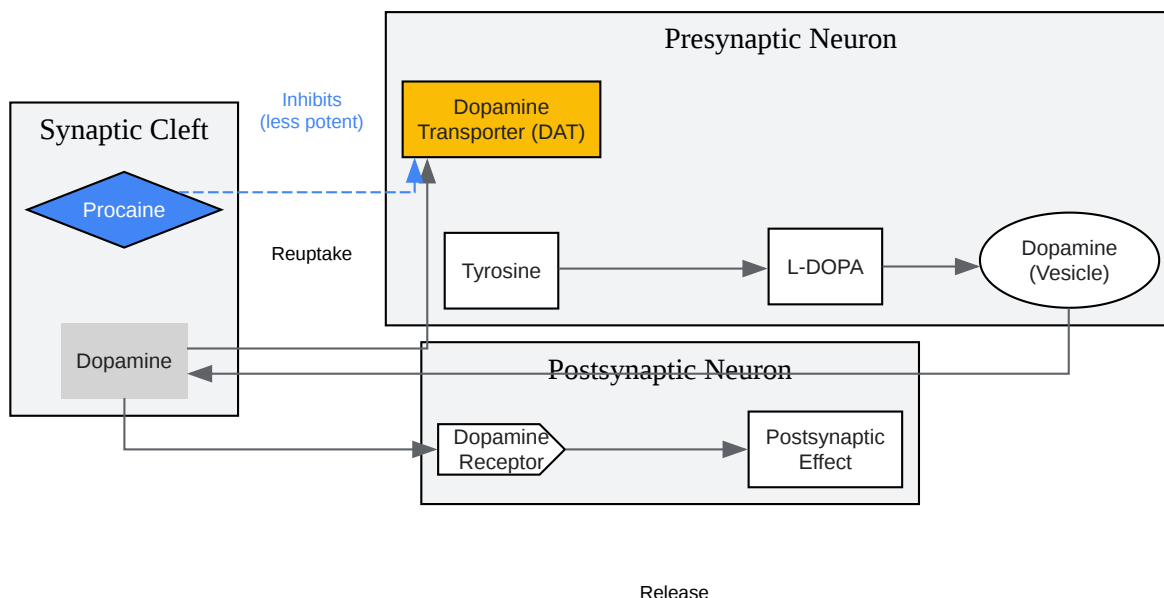 Presynaptic Neuron
Dopamine
Transporter (DAT)
Inhibits
(less potent)
Synaptic Cleft
Procaine
Reuptake
Tyrosine
L-DOPA
Dopamine
(Vesicle)
Dopamine
Postsynaptic Neuron
Dopamine
Receptor
Postsynaptic
Effect
Release